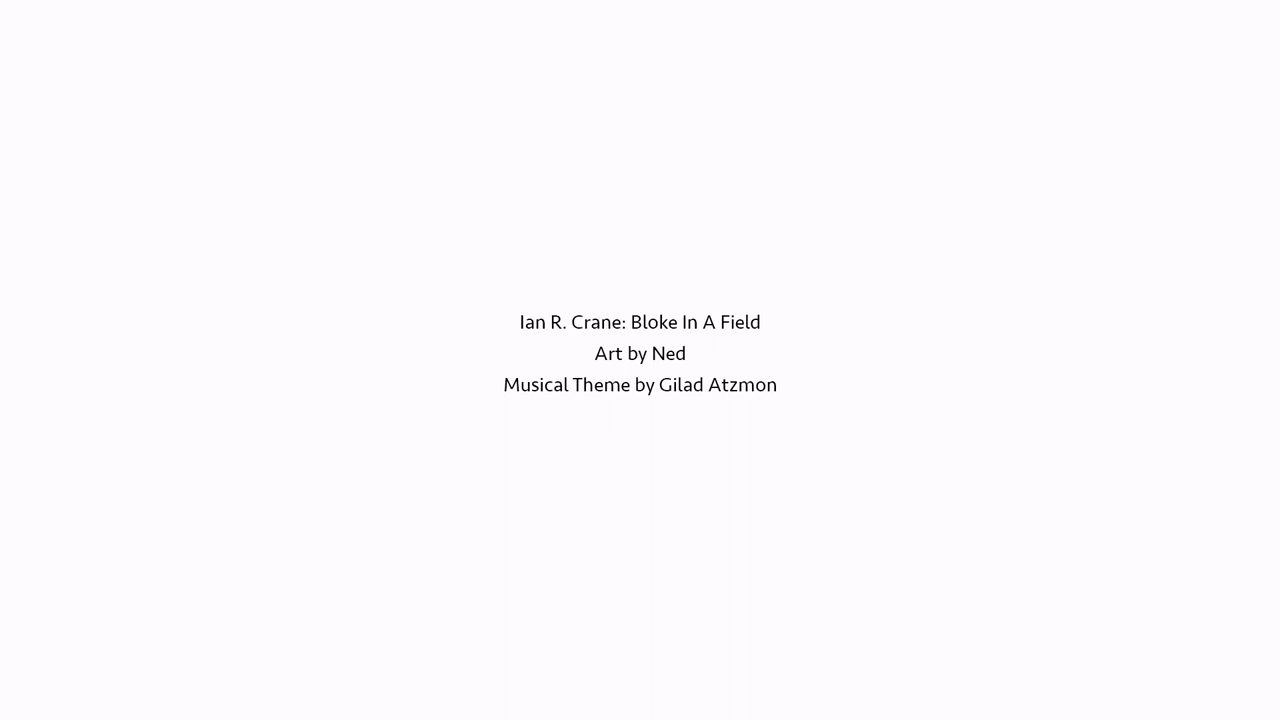 Ian R. Crane: Bloke In A Field
Art by Ned
Musical Theme by Gilad Atzmon